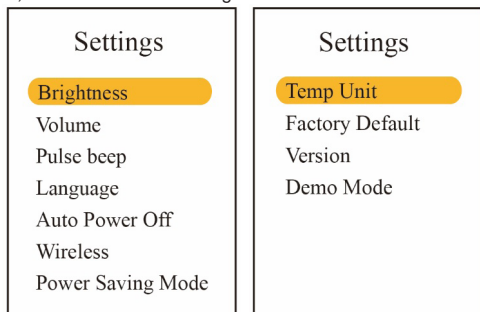 Settings
Brightness
Volume
Pulse beep
Language
Auto Power Off
Wireless
Power Saving Mode
Settings
Temp Unit
Factory Default
Version
Demo Mode